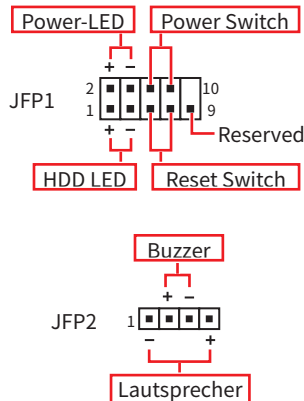 Power-LED Power Switch
+ −
2 10
JFP1
1 9
+ − Reserved
HDD LED Reset Switch
Buzzer
+ −
JFP2 1
− +
Lautsprecher